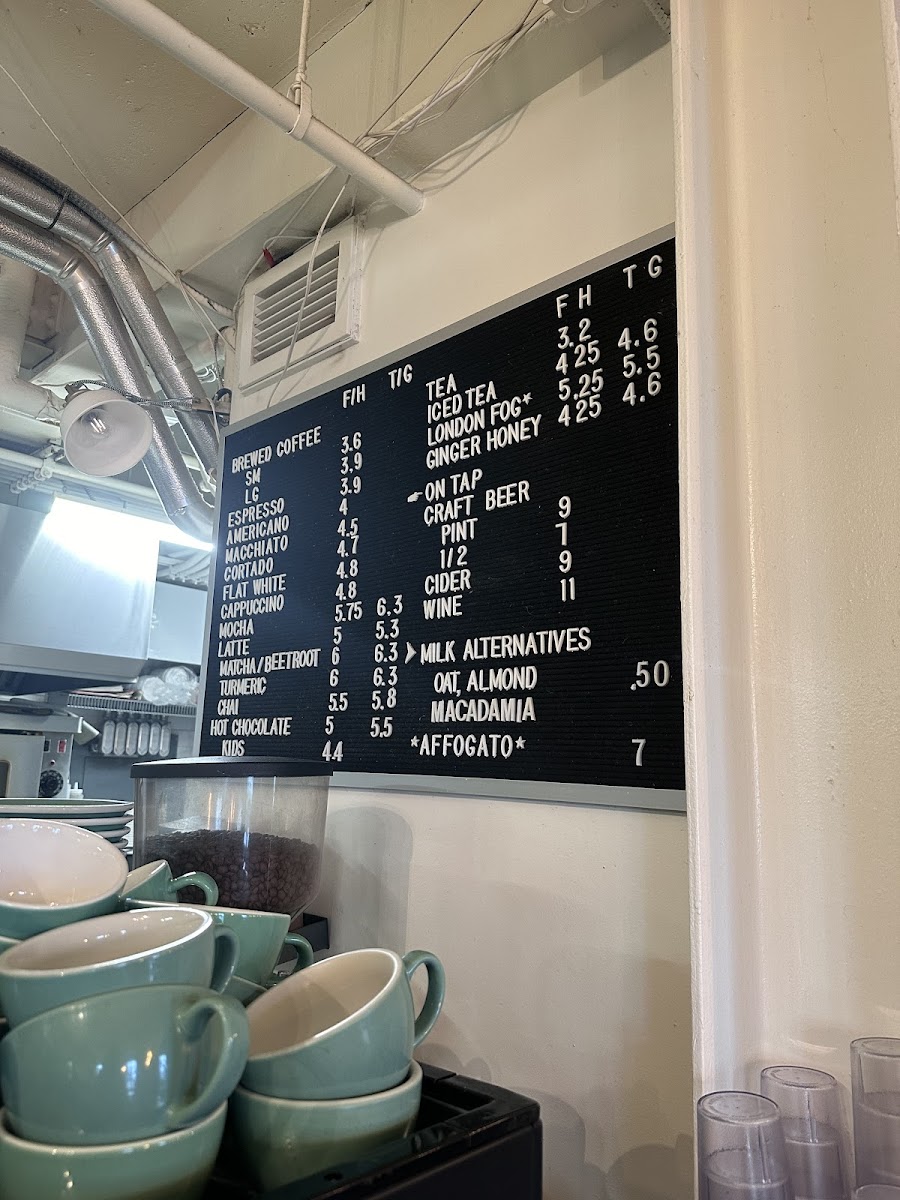 F/H T/G
BREWED COFFEE
SM 3.6
LG 3,9
ESPRESSO 3.9
AMERICANO 4
MACCHIATO 4.5
CORTADO 4.7
FLAT WHITE 4.8
CAPPUCCINO 4.8
MOCHA 5.75 6.3
LATTE 5 5.3
MATCHA/BEETROOT 6 6.3
TURMERIC 6 6.3
CHAI 5.5 5.8
HOT CHOCOLATE 5 5.5
KIDS 4.4
F H T G
TEA 3.2
ICED TEA 4 25 4.6
LONDON FOG* 5.25 5.5
GINGER HONEY 4 25 4.6
ON TAP
CRAFT BEER
PINT 9
1/2 7
CIDER 9
WINE 11
MILK ALTERNATIVES
OAT, ALMOND .50
MACADAMIA
*AFFOGATO* 7